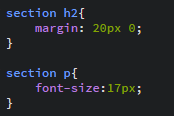 section h2{
    margin: 20px 0;
}

section p{
    font-size:17px;
}